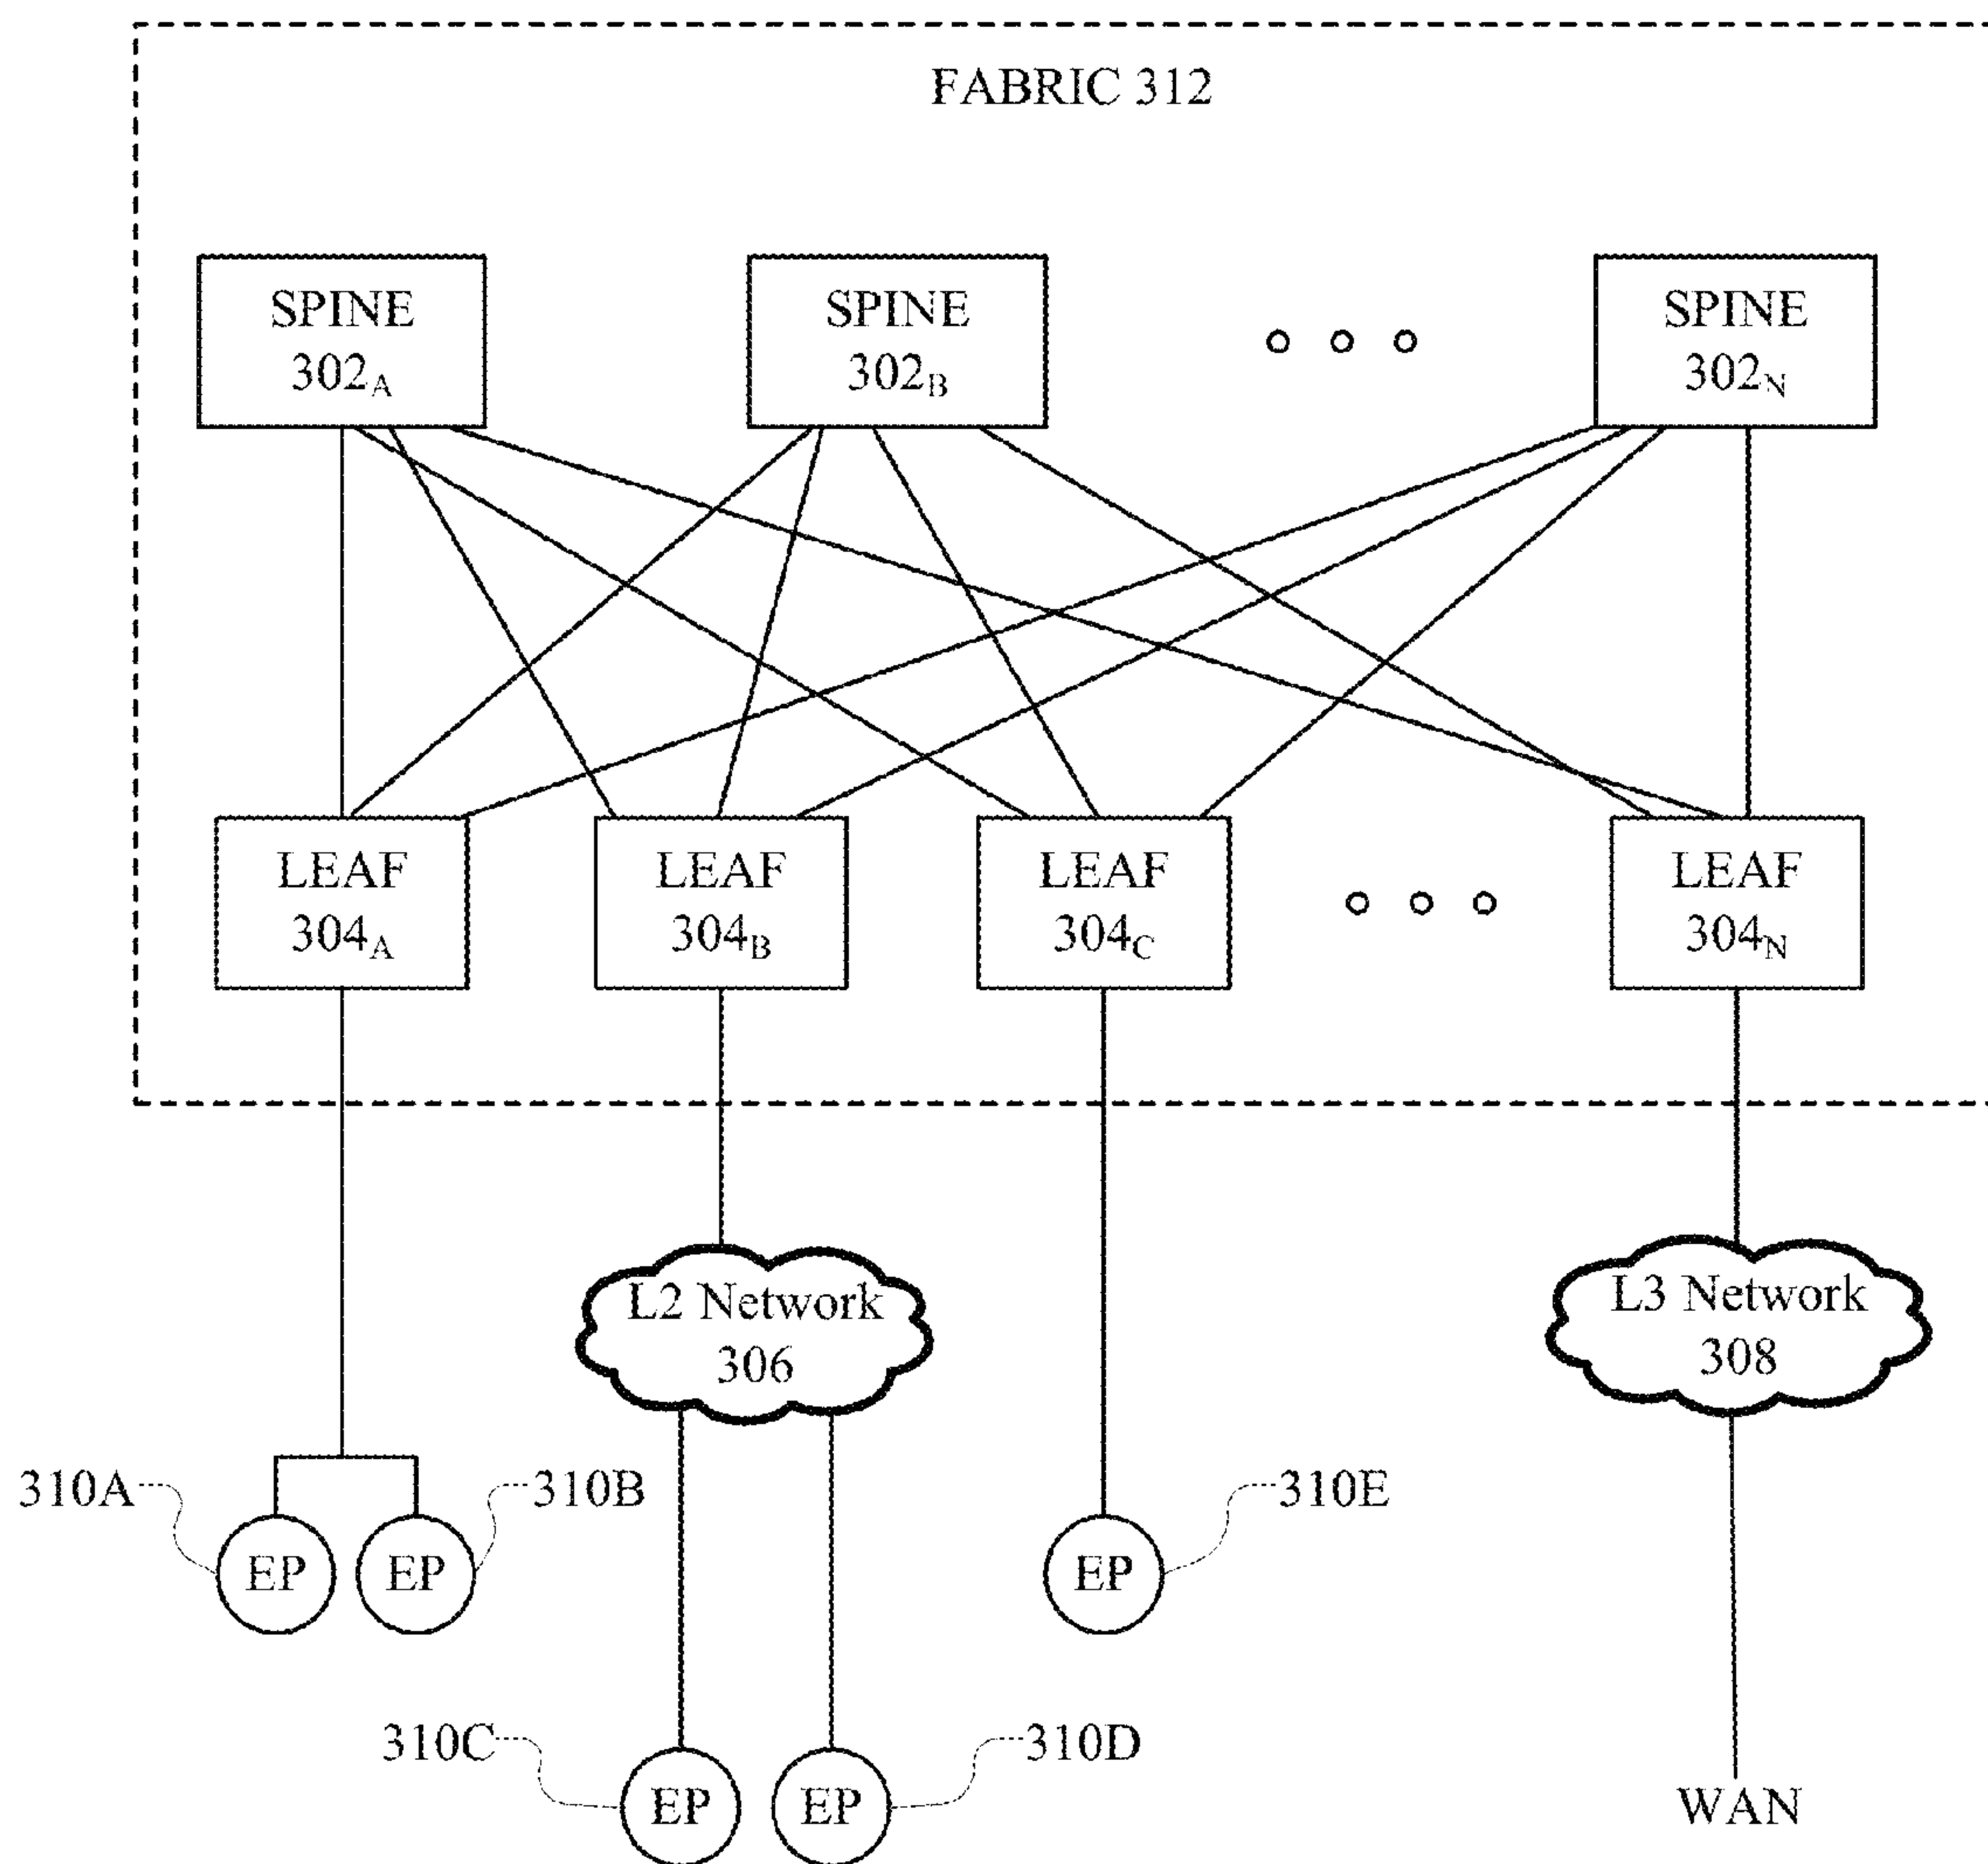 FABRIC 312
SPINE
302A
SPINE
302B
SPINE
302N
LEAF
304A
LEAF
304B
LEAF
304C
LEAF
304N
L2 Network
306
L3 Network
308
310A
310B
310E
EP
EP
EP
310C
310D
EP
EP
WAN